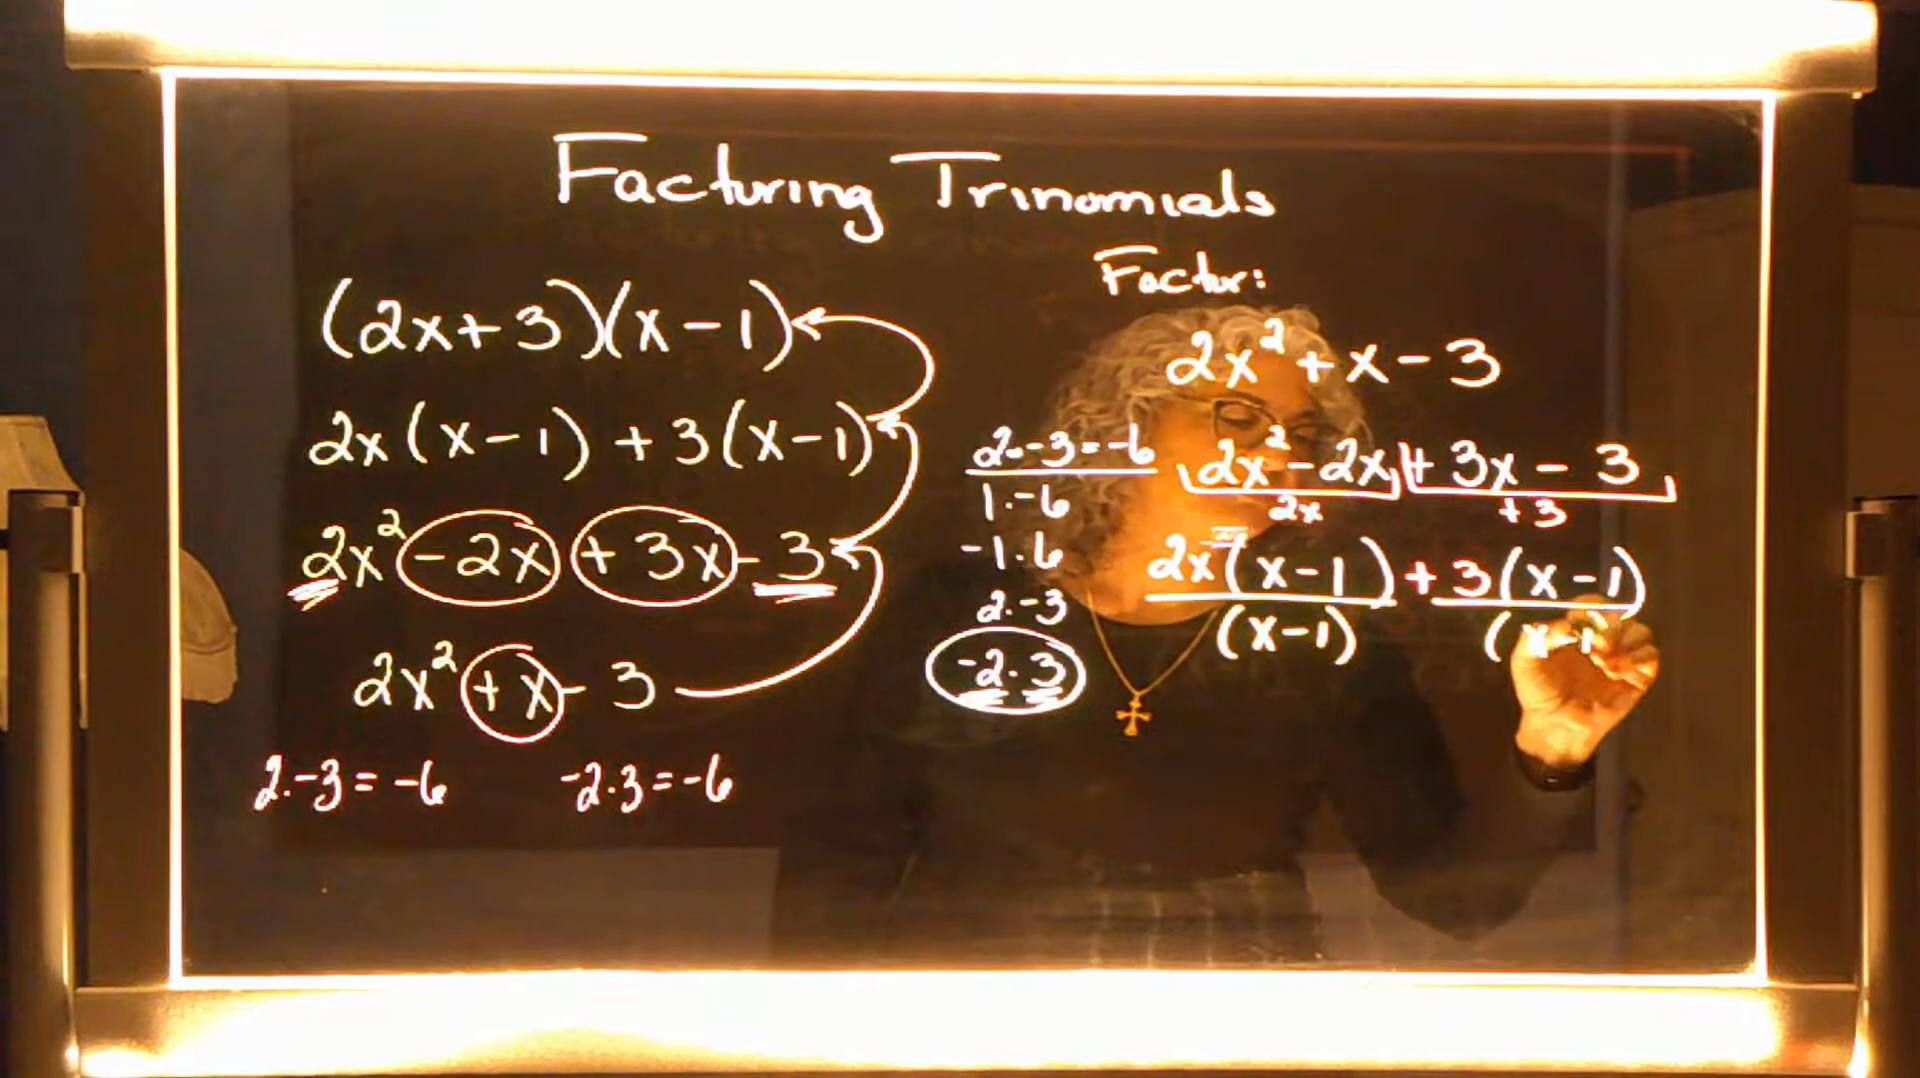 Factoring Trinomials
(2x+3)(x-1)
2x(x-1)+3(x-1)
2x²-2x+3x-3
2x²+x-3
2·-3=-6 -2·3=-6
Factor:
2x²+x-3
2·-3=-6
1·-6
-1·6
2·-3
-2·3
2x²-2x+3x-3
2x +3
2x(x-1)+3(x-1)
(x-1) (x-1